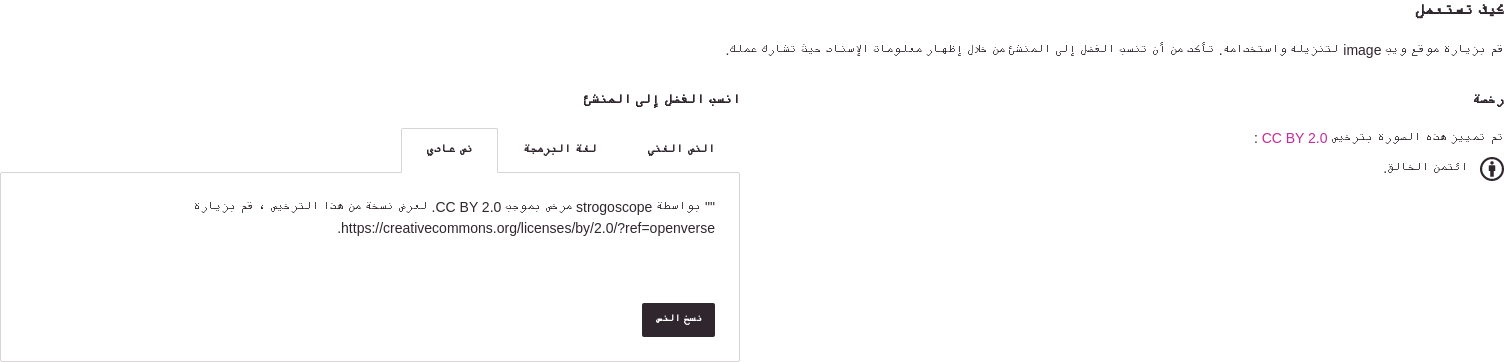 كيف تستعمل
قم بزيارة موقع ويب image لتنزيله واستخدامه. تأكد من أن تنسب الفضل إلى المنشئ من خلال إظهار معلومات الإسناد حيث تشارك عملك.
رخصة
تم تمييز هذه الصورة بترخيص CC BY 2.0 :
ائتمن الخالق.
انسب الفضل إلى المنشئ
النص الغني
لغة البرمجة
نص عادي
"" بواسطة strogoscope مرخص بموجب CC BY 2.0. لعرض نسخة من هذا الترخيص ، قم بزيارة
https://creativecommons.org/licenses/by/2.0/?ref=openverse.
نسخ النص